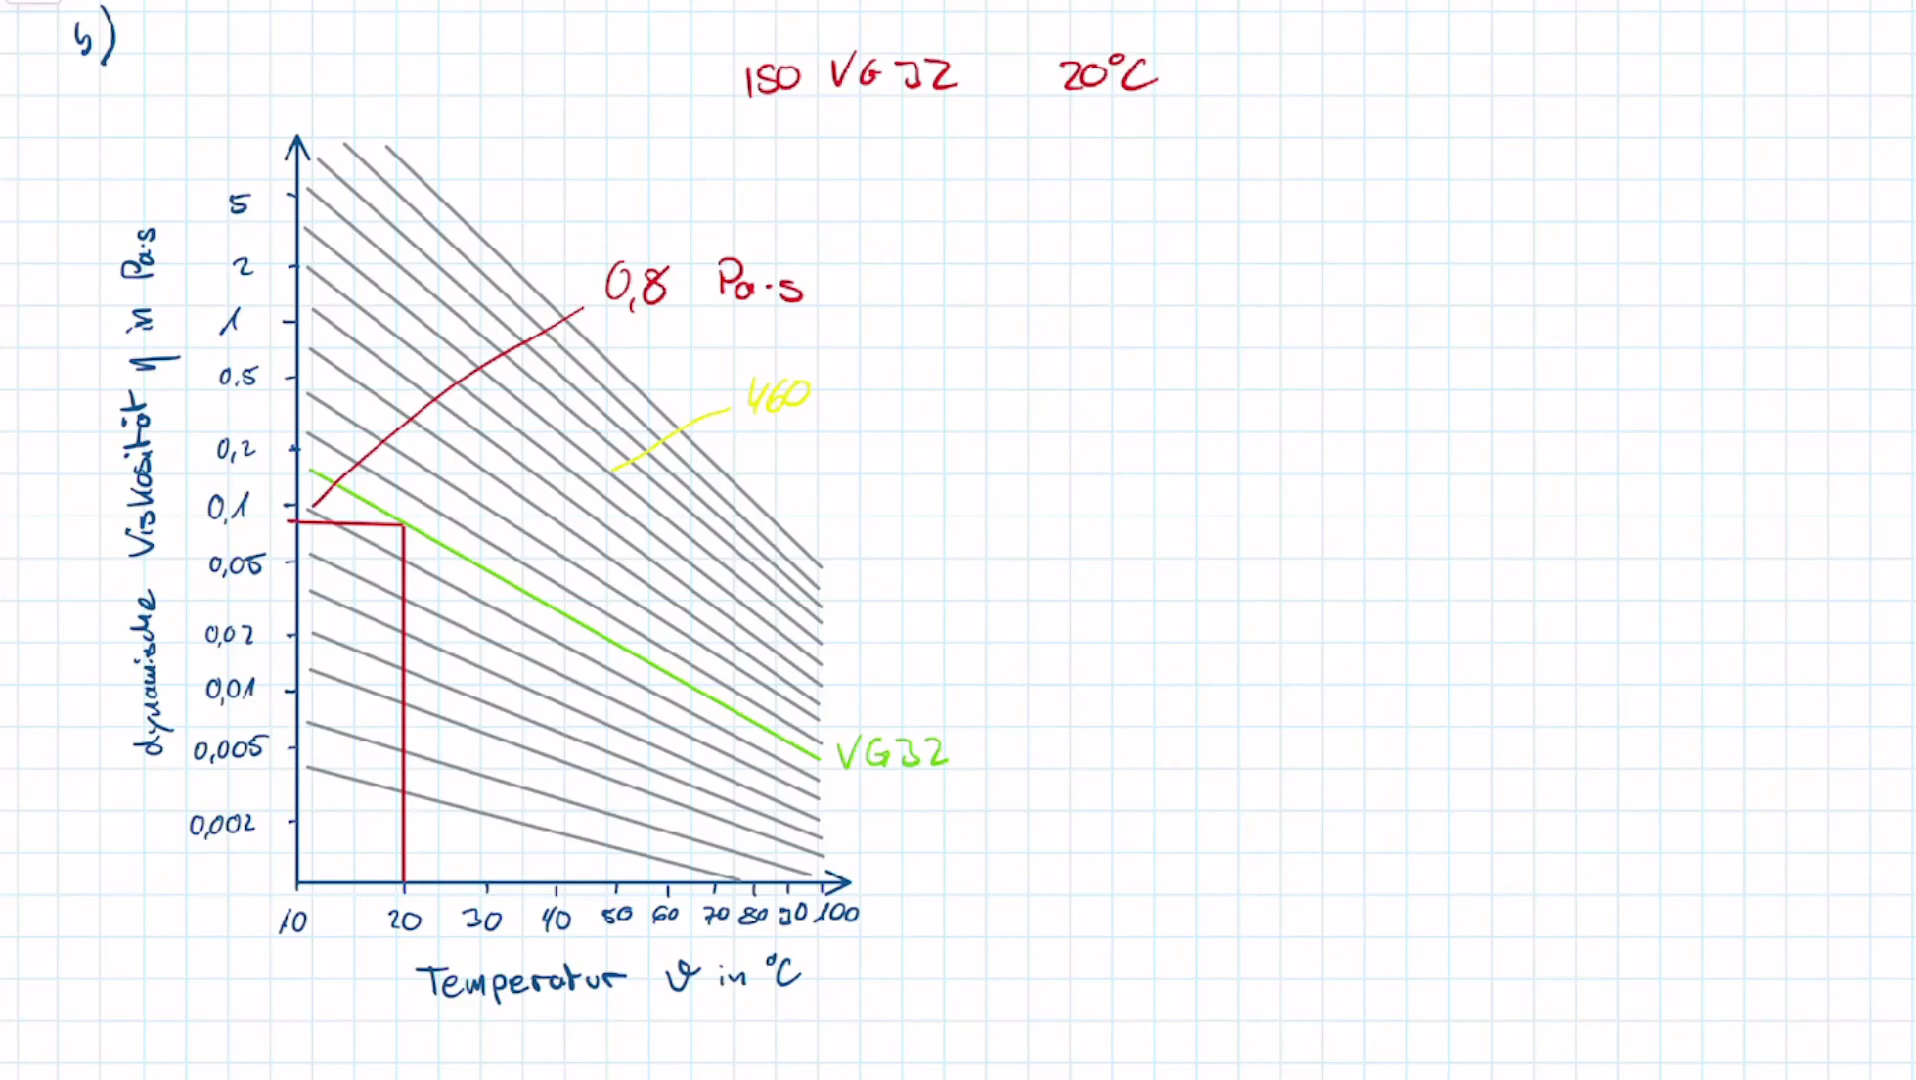 b)
ISO VG 32 20°C
dynamische Viskosität η in Pa·s
5
2
1
0.5
0,2
0,1
0,05
0,02
0,01
0,005
0,002
0,8 Pa·s
460
VG32
10 20 30 40 50 60 70 80 90 100
Temperatur ϑ in °C